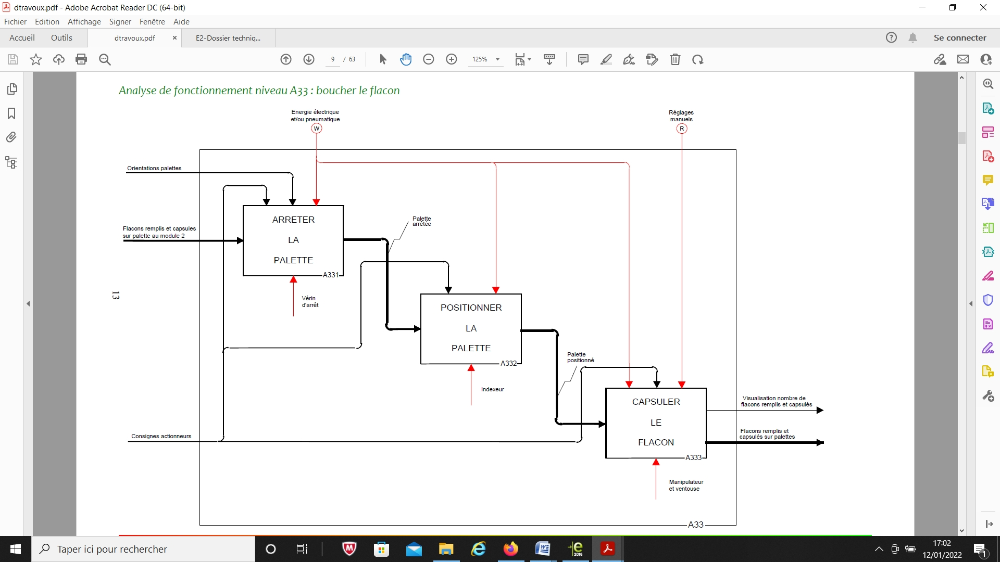 dtravoux.pdf - Adobe Acrobat Reader DC (64-bit)
Fichier Edition Affichage Signer Fenêtre Aide
Accueil Outils dtravoux.pdf × E2-Dossier techniq... Se connecter
9 / 63 125%
Analyse de fonctionnement niveau A33 : boucher le flacon
Energie électrique
et/ou pneumatique
W
Réglages
manuels
R
Orientations palettes
Flacons remplis et capsules
sur palette au module 2
ARRETER
LA
PALETTE
A331
Palette
arrêtée
Vérin
d'arrêt
13
POSITIONNER
LA
PALETTE
A332
Palette
positionné
Indexeur
Consignes actionneurs
CAPSULER
LE
FLACON
A333
Visualisation nombre de
flacons remplis et capsulés
Flacons remplis et
capsulés sur palettes
Manipulateur
et ventouse
A33
Taper ici pour rechercher
2016
17:02
12/01/2022
1